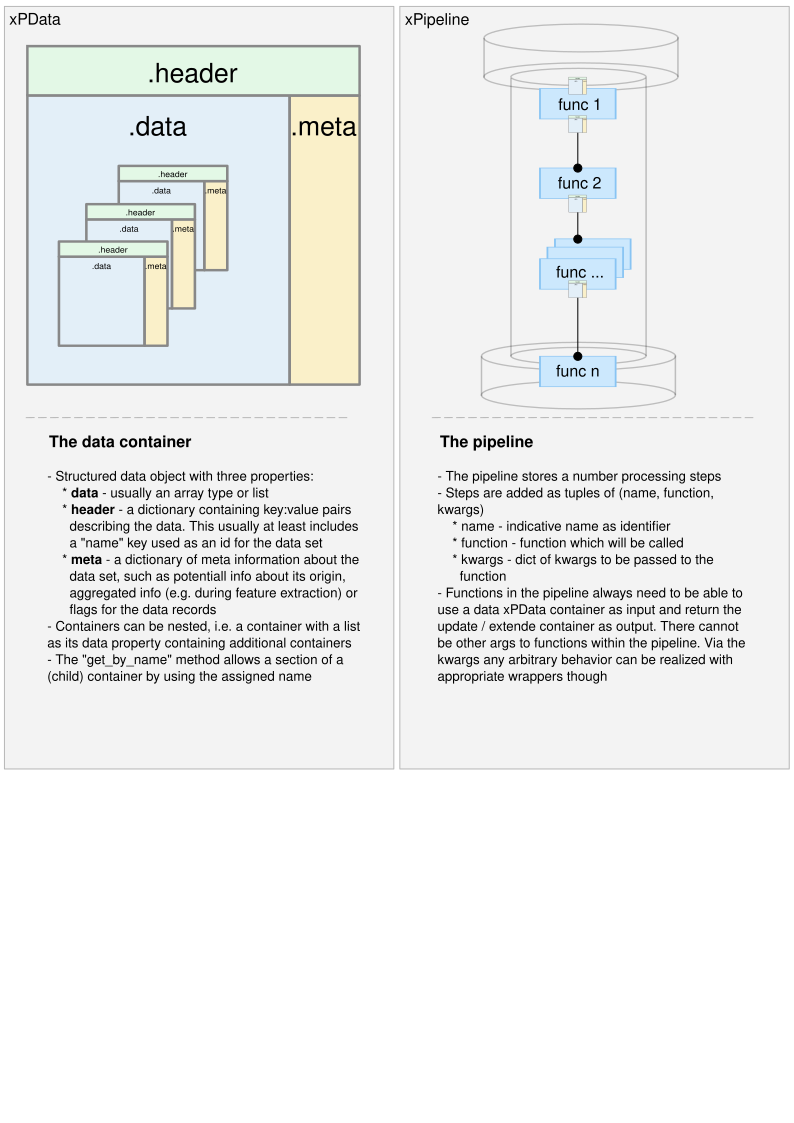 xPData
.header
.data
.meta
.header
.data
.meta
.header
.data
.meta
.header
.data
.meta
The data container
- Structured data object with three properties:
* data - usually an array type or list
* header - a dictionary containing key:value pairs
describing the data. This usually at least includes
a "name" key used as an id for the data set
* meta - a dictionary of meta information about the
data set, such as potentiall info about its origin,
aggregated info (e.g. during feature extraction) or
flags for the data records
- Containers can be nested, i.e. a container with a list
as its data property containing additional containers
- The "get_by_name" method allows a section of a
(child) container by using the assigned name
xPipeline
func 1
func 2
func ...
func n
The pipeline
- The pipeline stores a number processing steps
- Steps are added as tuples of (name, function,
kwargs)
* name - indicative name as identifier
* function - function which will be called
* kwargs - dict of kwargs to be passed to the
function
- Functions in the pipeline always need to be able to
use a data xPData container as input and return the
update / extende container as output. There cannot
be other args to functions within the pipeline. Via the
kwargs any arbitrary behavior can be realized with
appropriate wrappers though